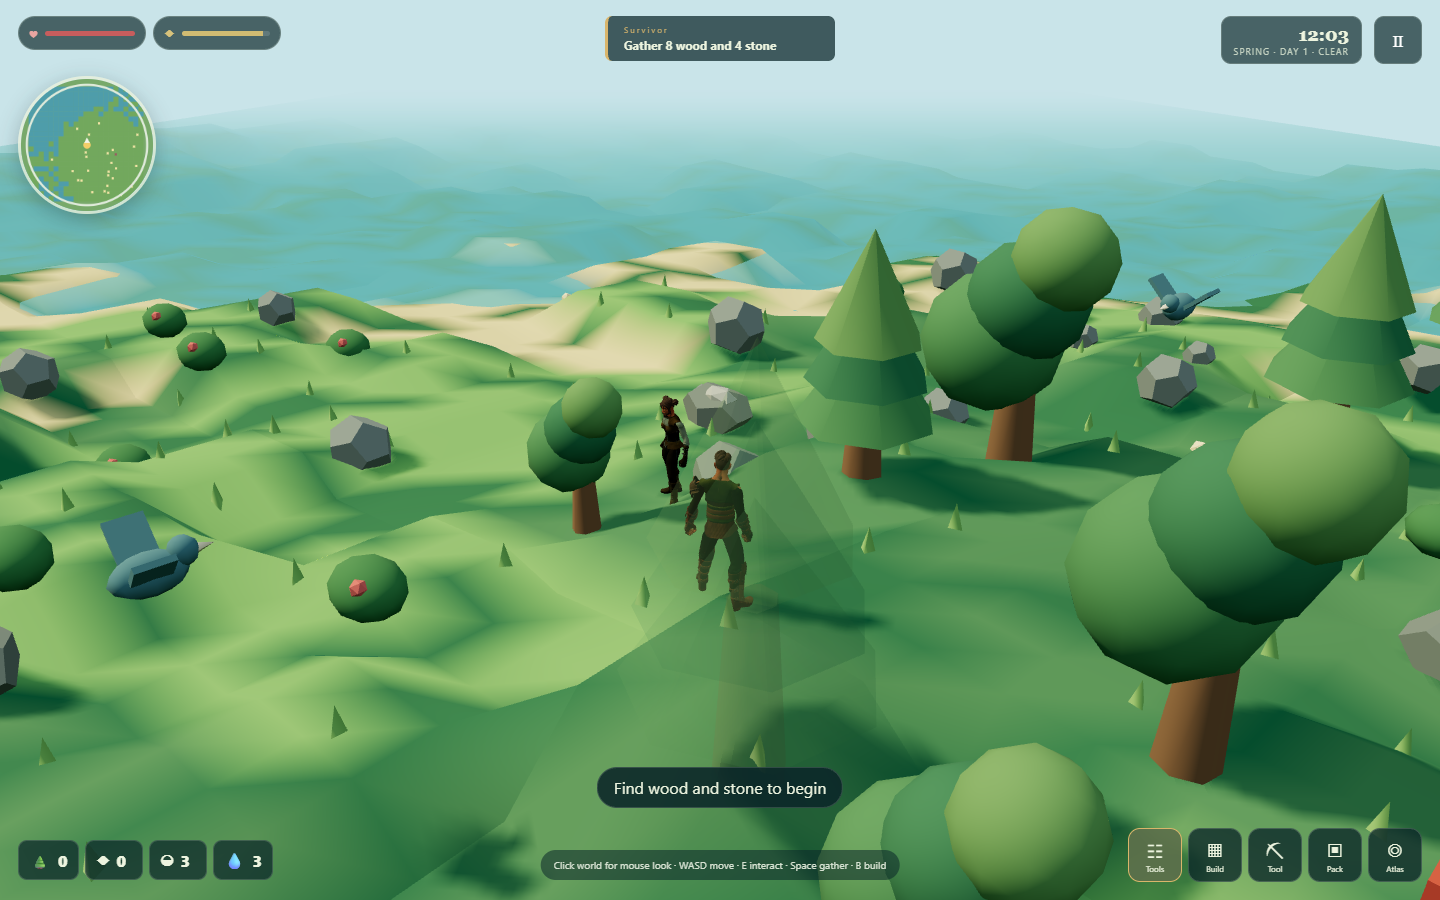 Survivor
Gather 8 wood and 4 stone
12:03
SPRING · DAY 1 · CLEAR
Find wood and stone to begin
0
0
3
3
Click world for mouse look · WASD move · E interact · Space gather · B build
Tools
Build
Tool
Pack
Atlas